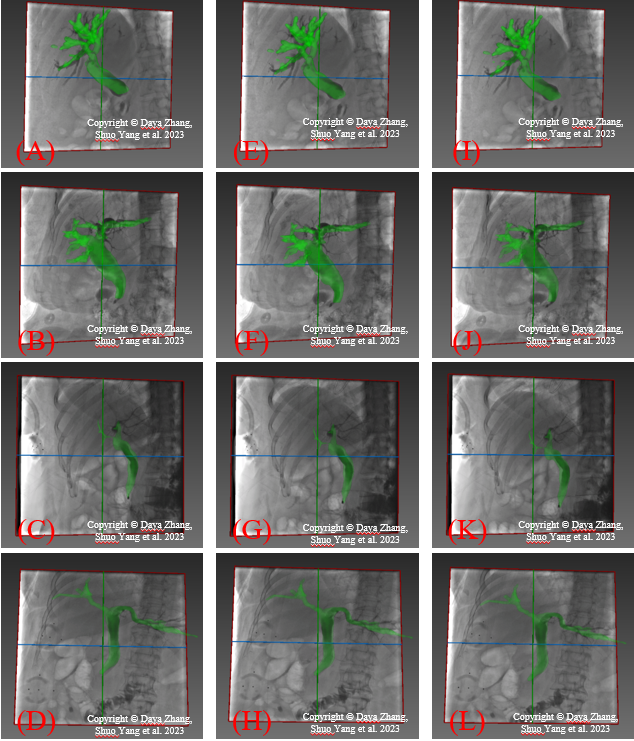 Copyright © Daya Zhang,
Shuo Yang et al. 2023
(A)
Copyright © Daya Zhang,
Shuo Yang et al. 2023
(E)
Copyright © Daya Zhang,
Shuo Yang et al. 2023
(I)
Copyright © Daya Zhang,
Shuo Yang et al. 2023
(B)
Copyright © Daya Zhang,
Shuo Yang et al. 2023
(F)
Copyright © Daya Zhang,
Shuo Yang et al. 2023
(J)
Copyright © Daya Zhang,
Shuo Yang et al. 2023
(C)
Copyright © Daya Zhang,
Shuo Yang et al. 2023
(G)
Copyright © Daya Zhang,
Shuo Yang et al. 2023
(K)
Copyright © Daya Zhang,
Shuo Yang et al. 2023
(D)
Copyright © Daya Zhang,
Shuo Yang et al. 2023
(H)
Copyright © Daya Zhang,
Shuo Yang et al. 2023
(L)